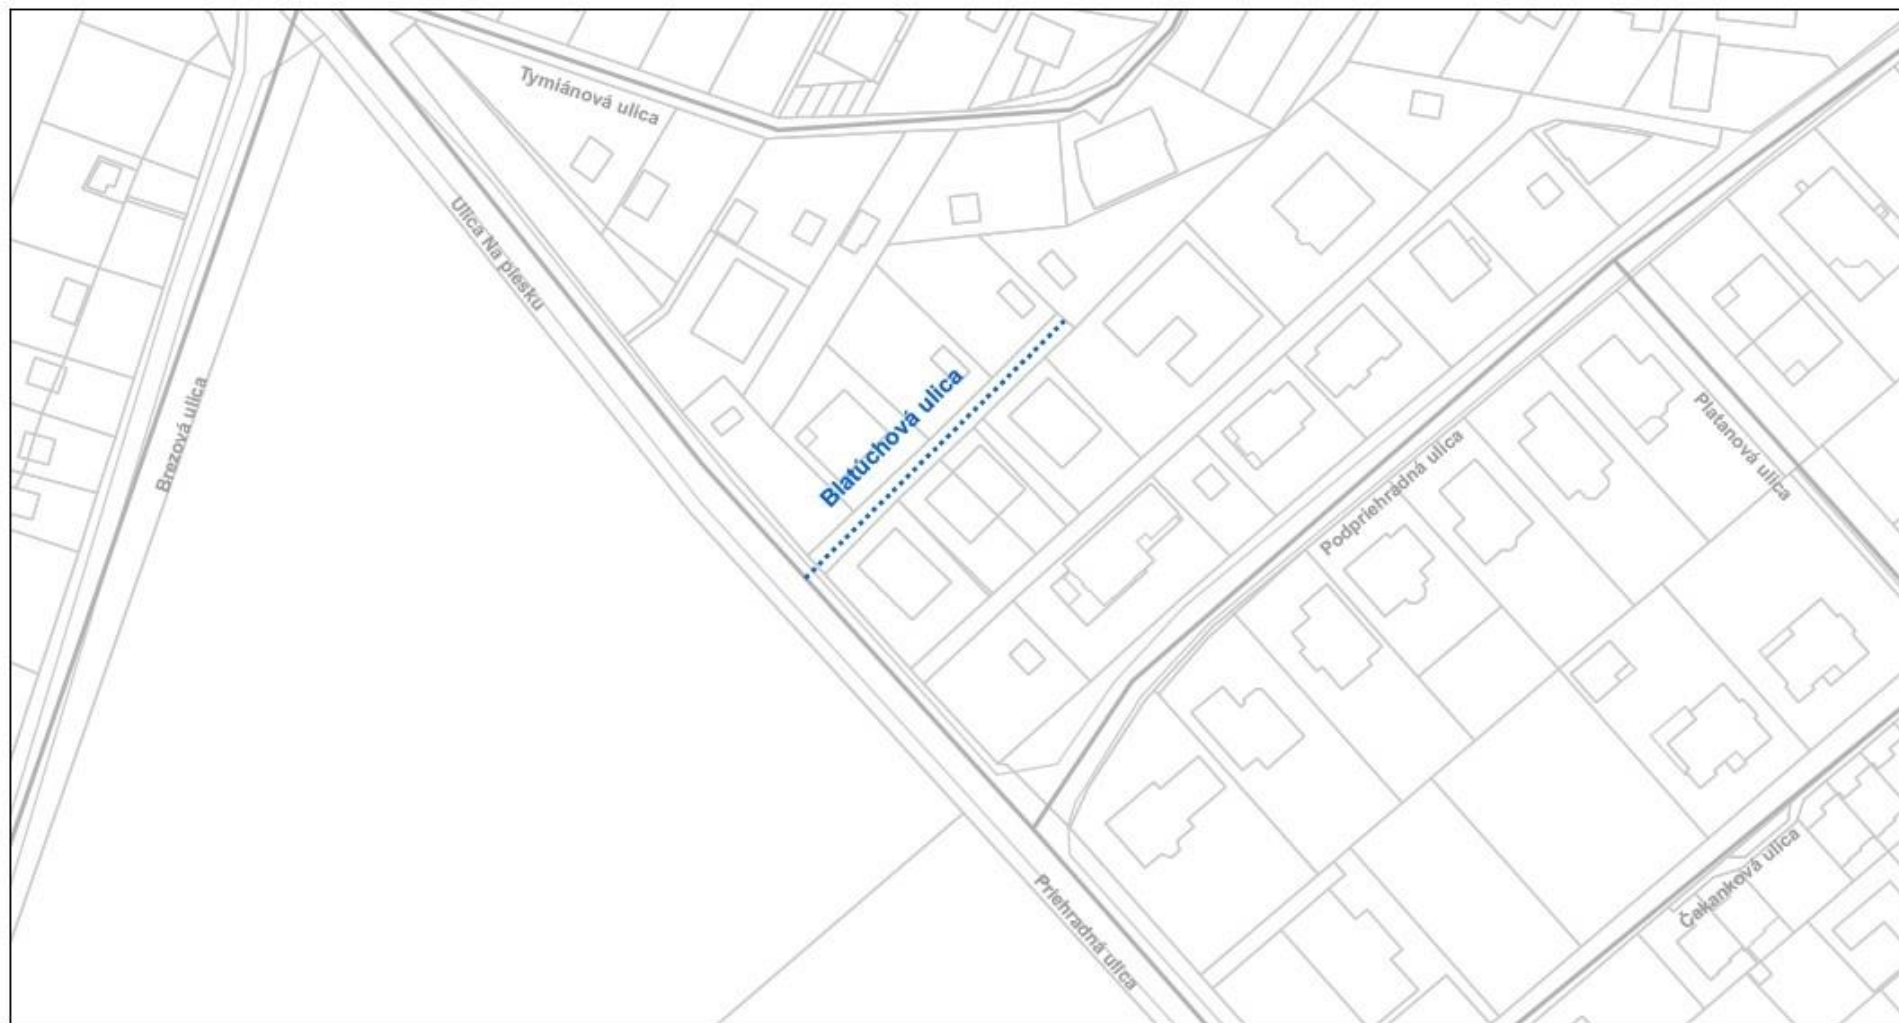 Tymiánová ulica
Ulica Na piesku
Brezová ulica
Blatúchová ulica
Podpriehradná ulica
Platanová ulica
Čakanková ulica
Priehradná ulica